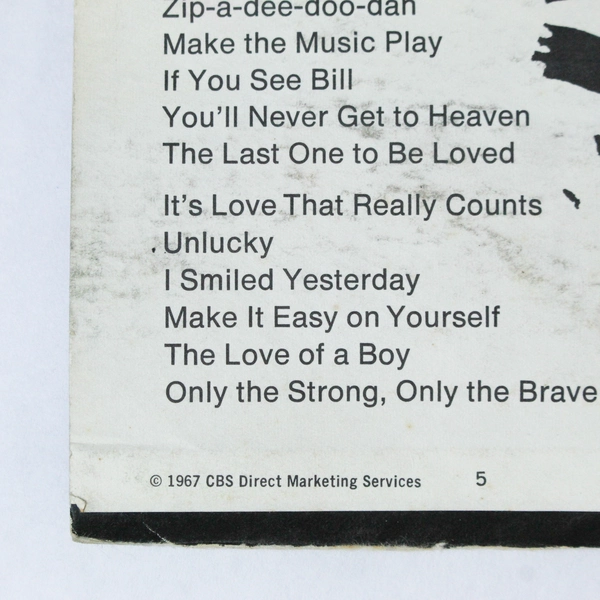 Zip-a-dee-doo-dah
Make the Music Play
If You See Bill
You'll Never Get to Heaven
The Last One to Be Loved
It's Love That Really Counts
Unlucky
I Smiled Yesterday
Make It Easy on Yourself
The Love of a Boy
Only the Strong, Only the Brave
© 1967 CBS Direct Marketing Services 5